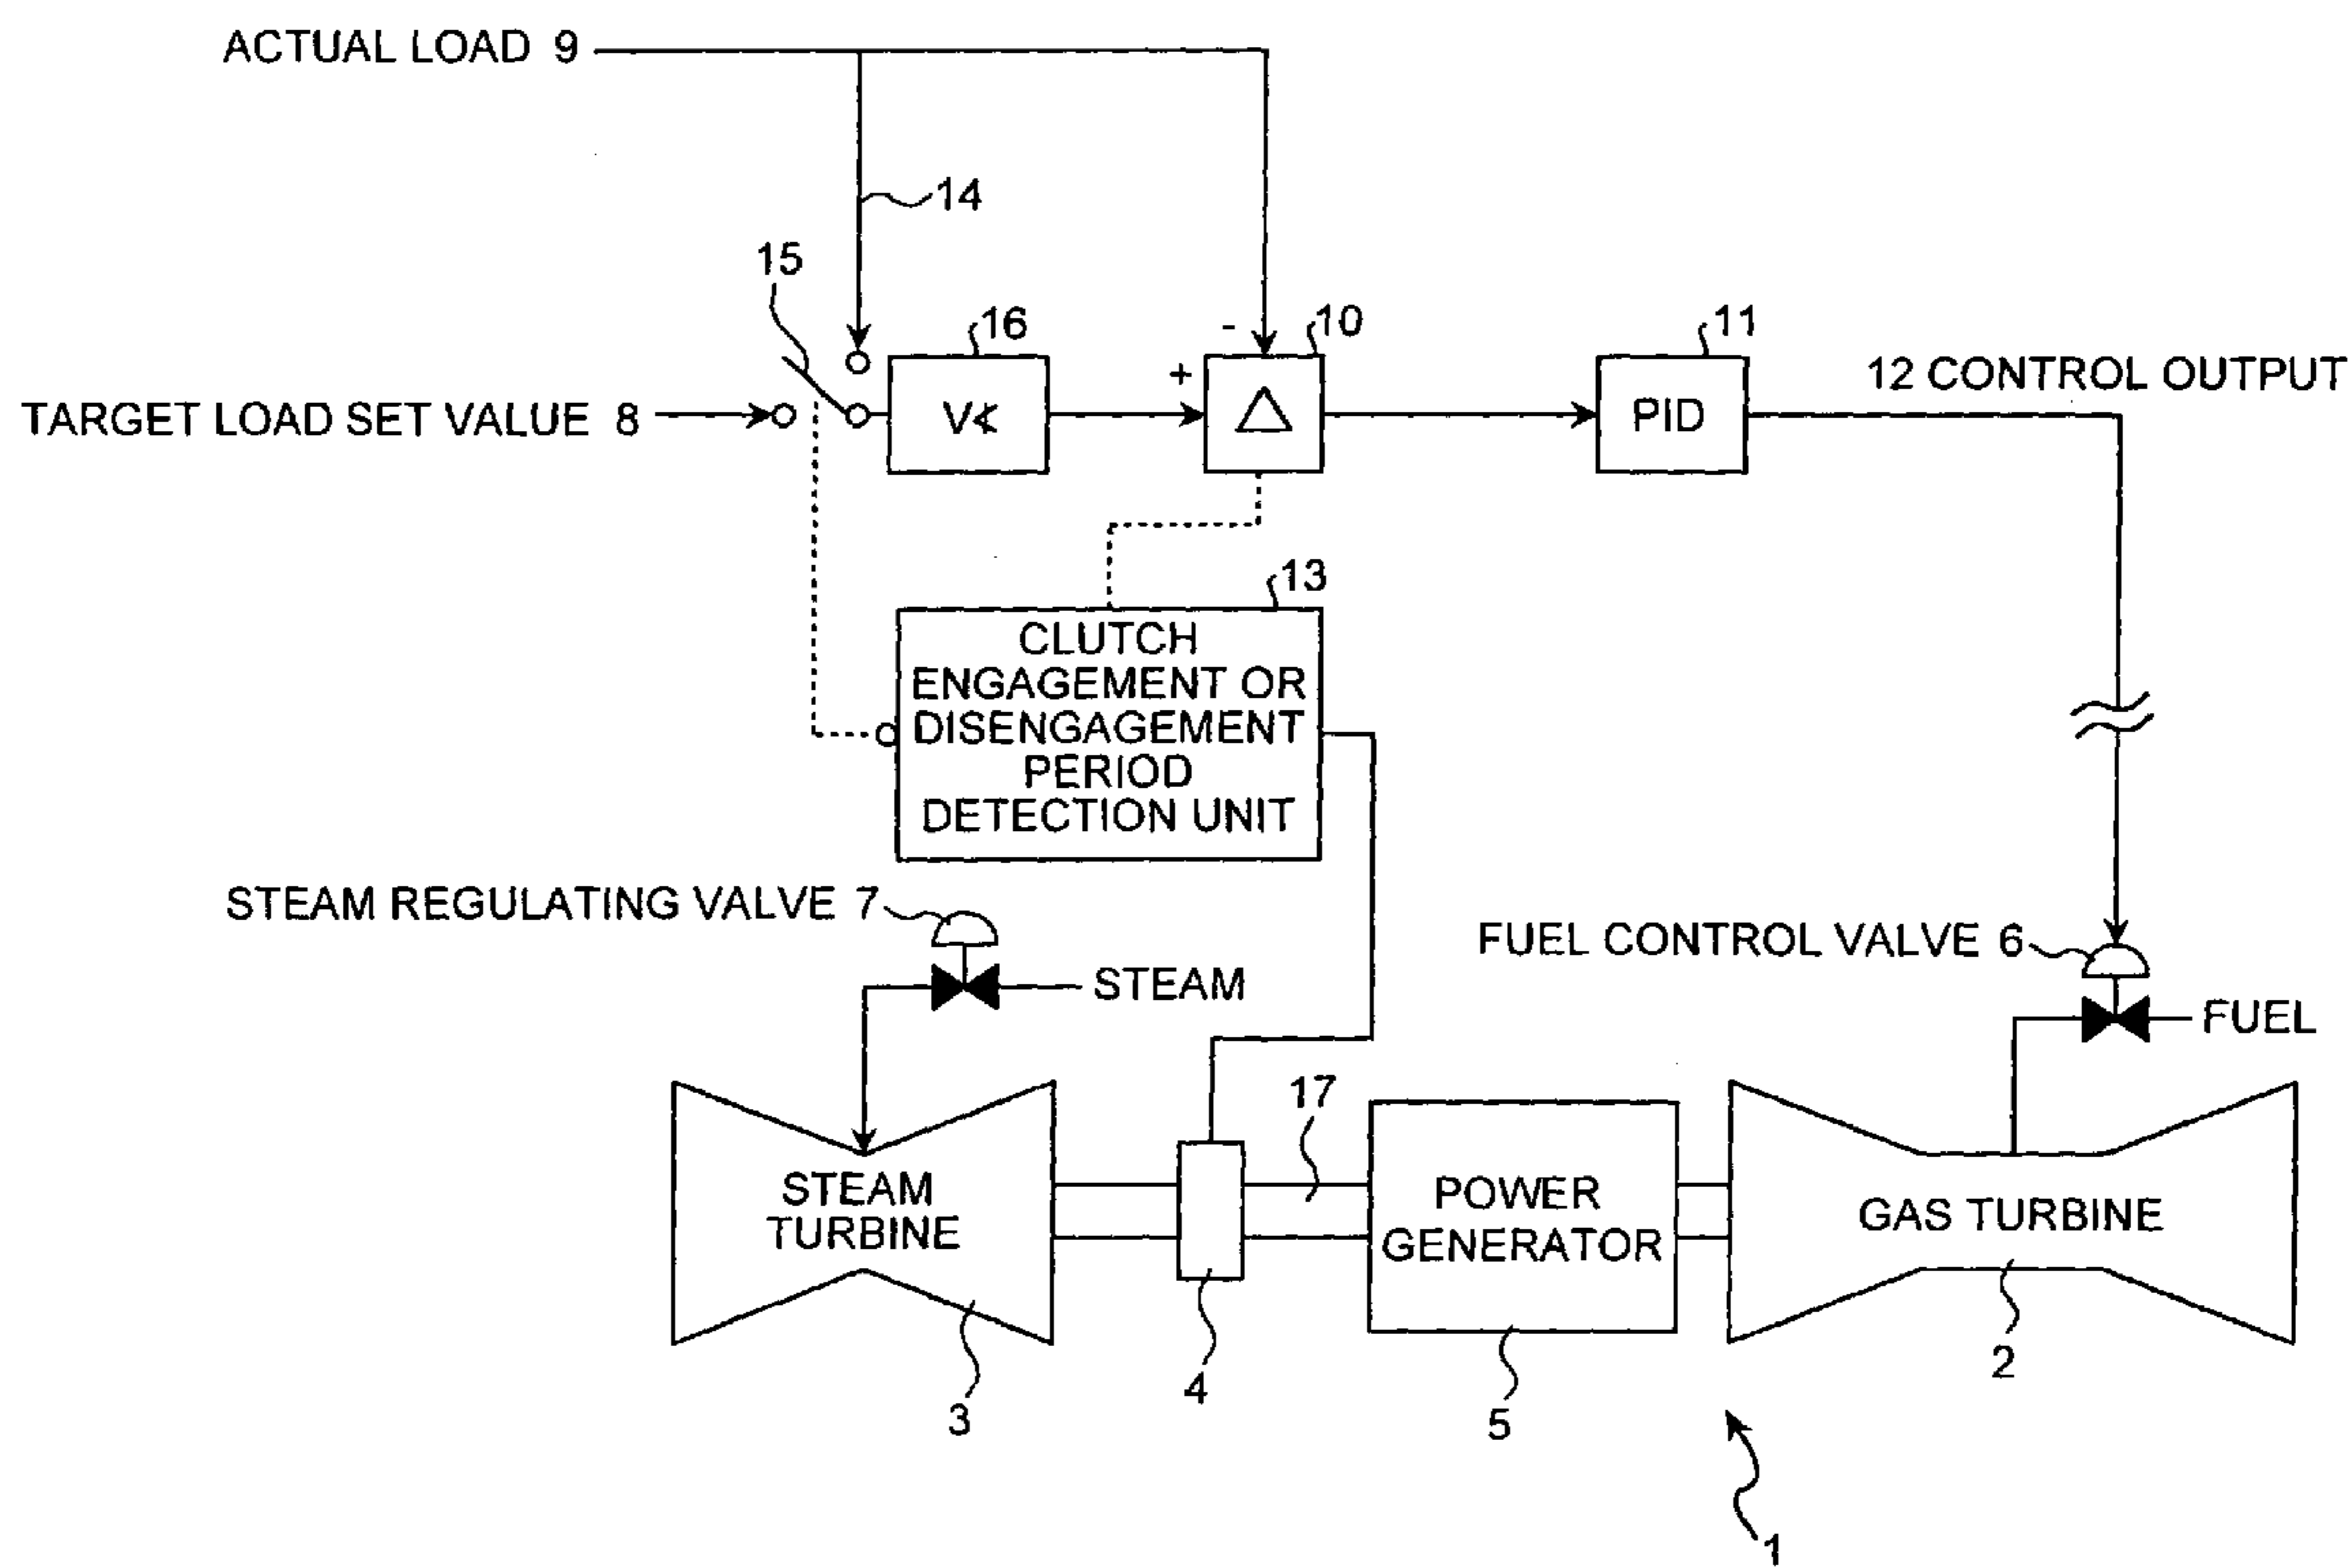 ACTUAL LOAD 9
14
15
16
- 10
11
12 CONTROL OUTPUT
+
TARGET LOAD SET VALUE 8
V∢
△
PID
13
CLUTCH
ENGAGEMENT OR
DISENGAGEMENT
PERIOD
DETECTION UNIT
STEAM REGULATING VALVE 7
FUEL CONTROL VALVE 6
STEAM
FUEL
17
STEAM
TURBINE
POWER
GENERATOR
GAS TURBINE
2
4
3
5
1